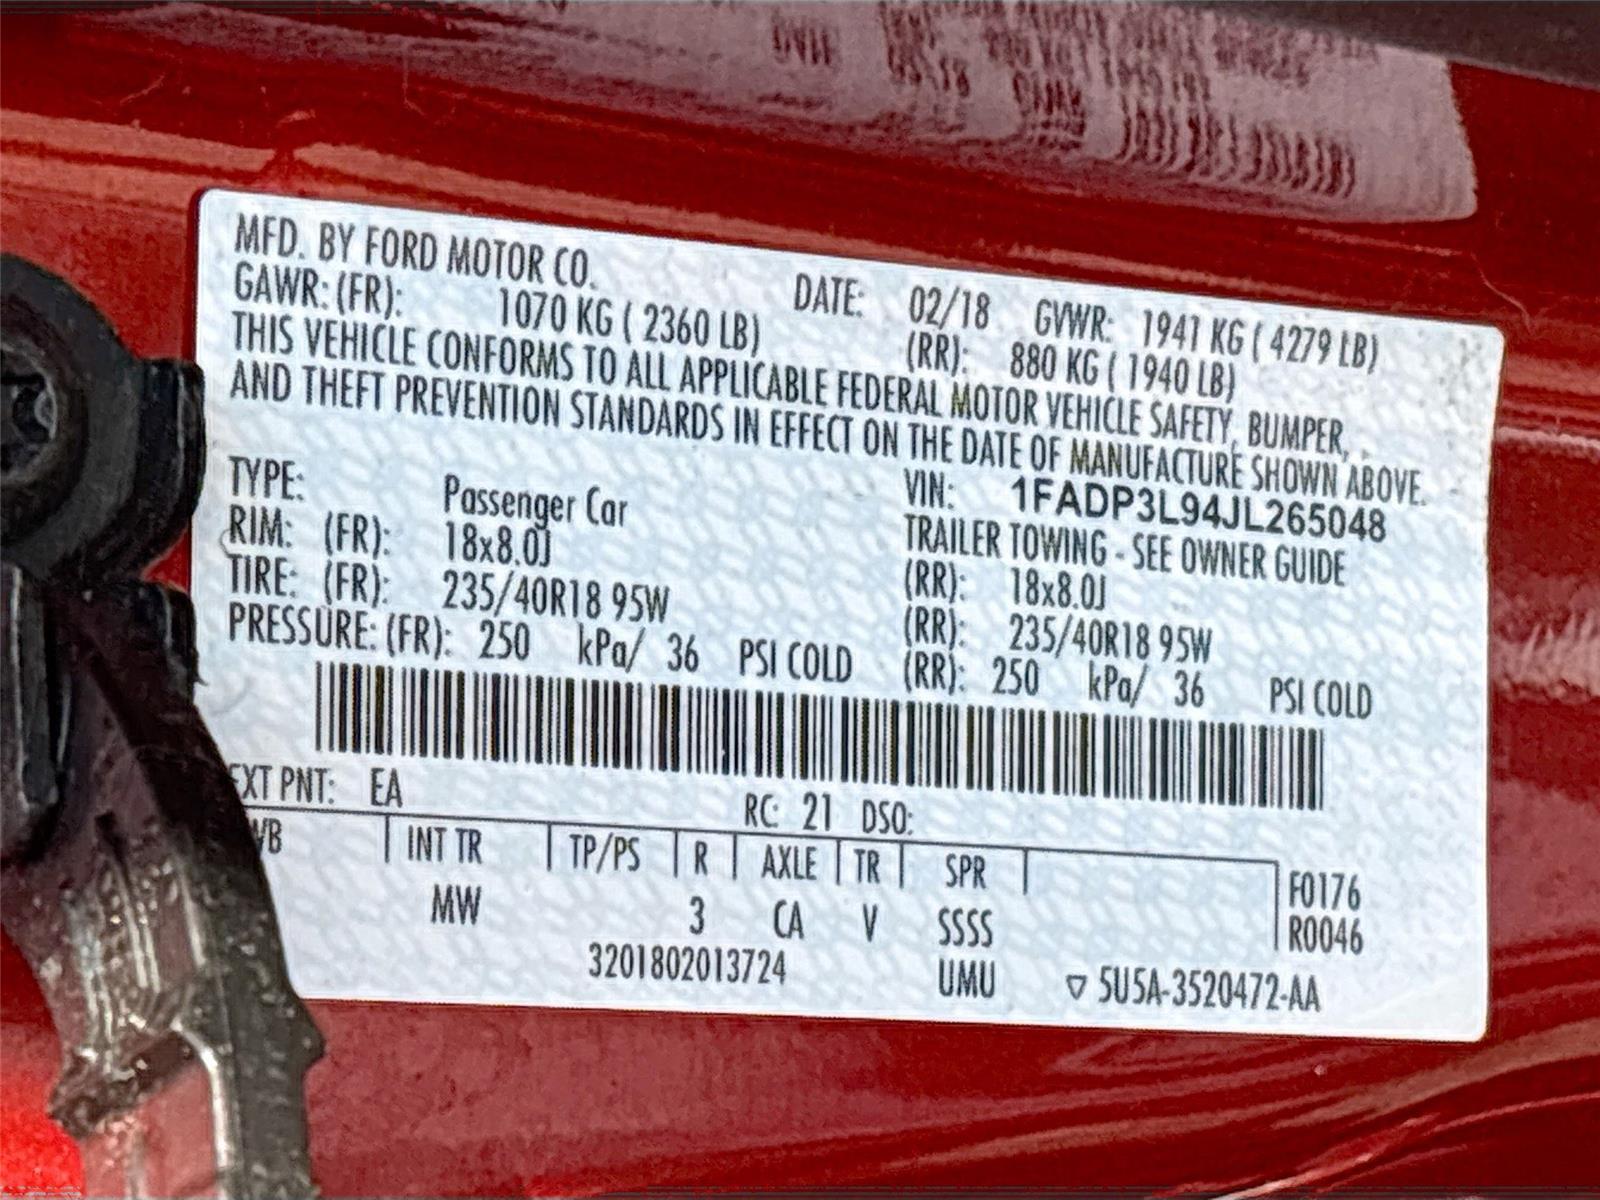 MFD. BY FORD MOTOR CO.
DATE: 02/18 GVWR: 1941 KG ( 4279 LB)
GAWR: (FR): 1070 KG ( 2360 LB) (RR): 880 KG ( 1940 LB)
THIS VEHICLE CONFORMS TO ALL APPLICABLE FEDERAL MOTOR VEHICLE SAFETY, BUMPER,
AND THEFT PREVENTION STANDARDS IN EFFECT ON THE DATE OF MANUFACTURE SHOWN ABOVE.
VIN: 1FADP3L94JL265048
TYPE: Passenger Car TRAILER TOWING - SEE OWNER GUIDE
RIM: (FR): 18x8.0J (RR): 18x8.0J
TIRE: (FR): 235/40R18 95W (RR): 235/40R18 95W
PRESSURE: (FR): 250 kPa/ 36 PSI COLD (RR): 250 kPa/ 36 PSI COLD
EXT PNT: EA RC: 21 DSO:
WB INT TR TP/PS R AXLE TR SPR F0176
MW 3 CA V SSSS R0046
3201802013724 UMU ▽ 5U5A-3520472-AA